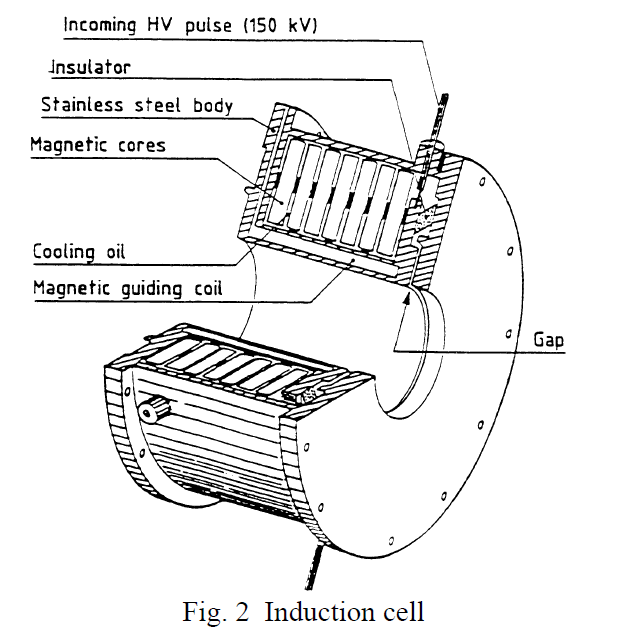 Incoming HV pulse (150 kV)
Insulator
Stainless steel body
Magnetic cores
Cooling oil
Magnetic guiding coil
Gap
Fig. 2 Induction cell